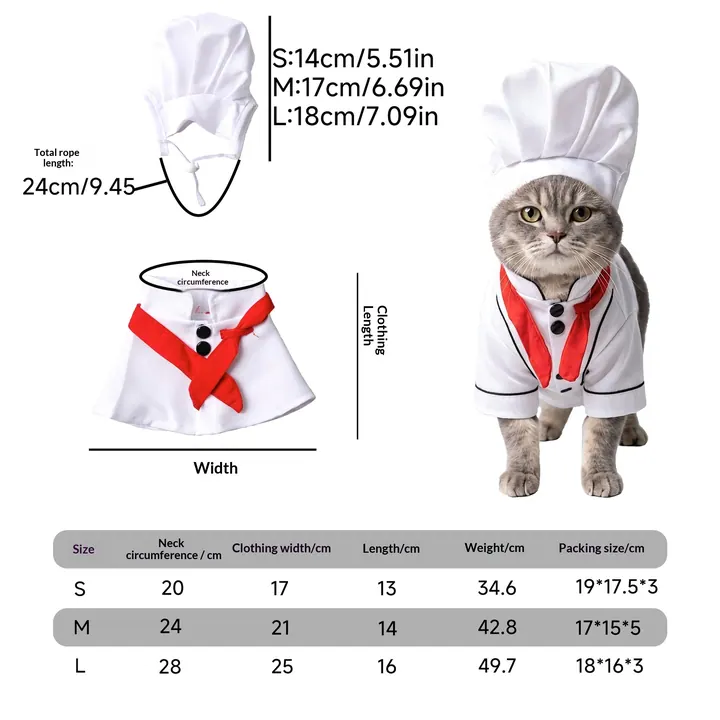 S:14cm/5.51in
M:17cm/6.69in
L:18cm/7.09in
Total rope
length:
24cm/9.45
Neck
circumference
Clothing
Length
Width
Size Neck circumference / cm Clothing width/cm Length/cm Weight/cm Packing size/cm
S 20 17 13 34.6 19*17.5*3
M 24 21 14 42.8 17*15*5
L 28 25 16 49.7 18*16*3